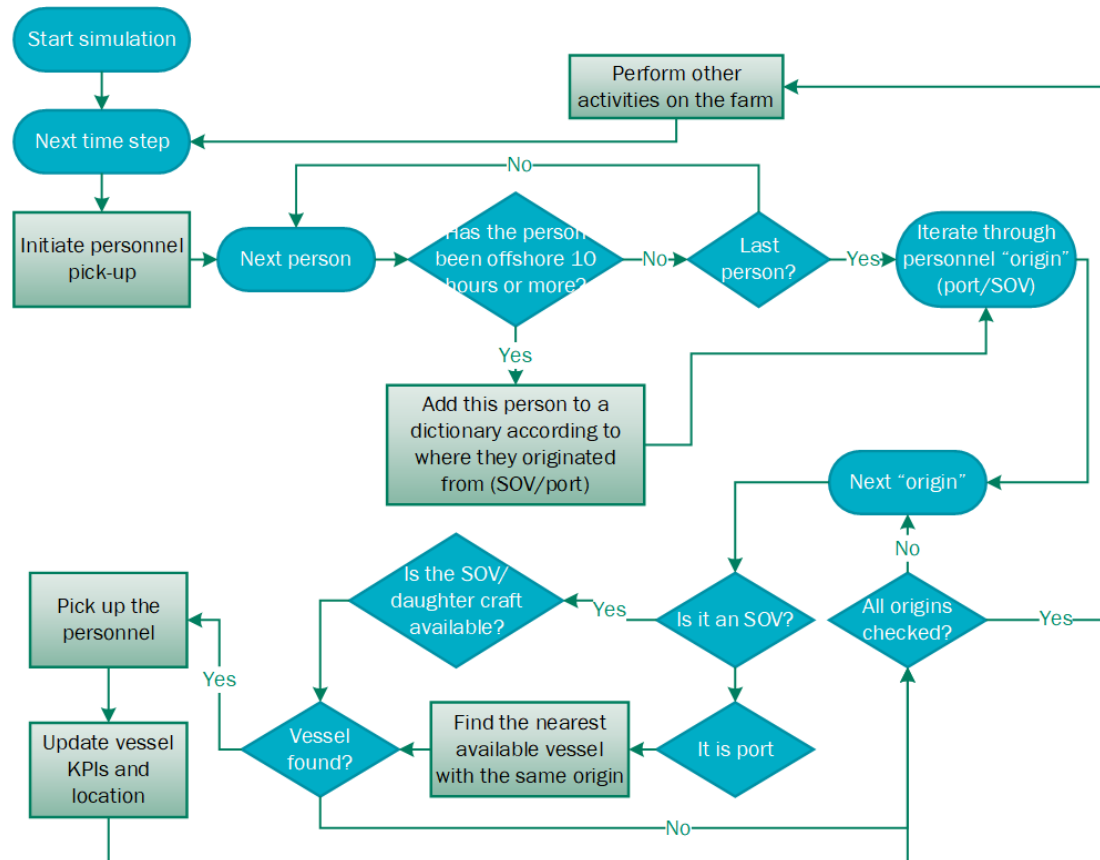 Start simulation
Perform other
activities on the farm
Next time step
No
Initiate personnel
pick-up
Next person
Has the person
been offshore 10
hours or more?
No
Last
person?
Yes
Iterate through
personnel “origin”
(port/SOV)
Yes
Add this person to a
dictionary according to
where they originated
from (SOV/port)
Next “origin”
No
Is the SOV/
daughter craft
available?
Yes
Is it an SOV?
All origins
checked?
Yes
Pick up the
personnel
Yes
Update vessel
KPIs and
location
Vessel
found?
Find the nearest
available vessel
with the same origin
It is port
No